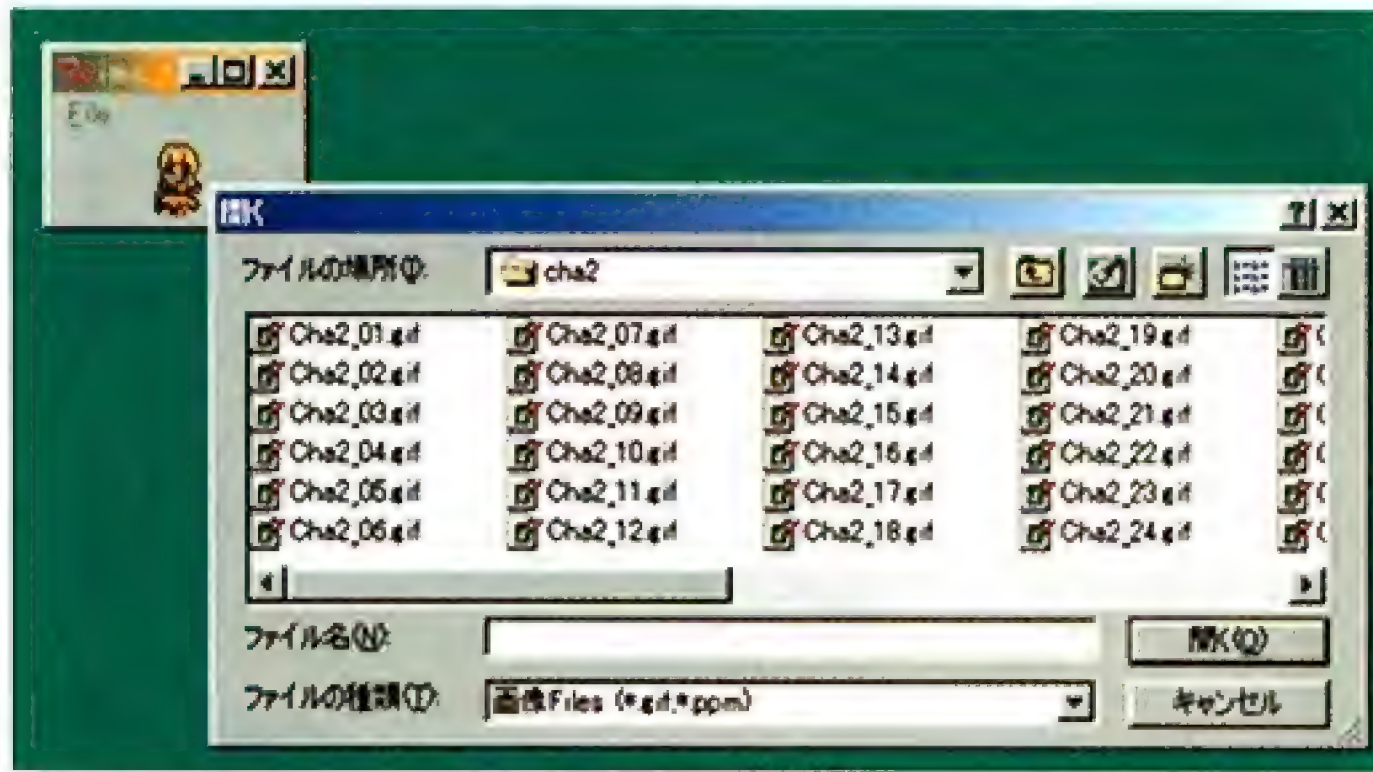 File
開く
ファイルの場所(I):
cha2
Cha2_01.gif
Cha2_02.gif
Cha2_03.gif
Cha2_04.gif
Cha2_05.gif
Cha2_06.gif
Cha2_07.gif
Cha2_08.gif
Cha2_09.gif
Cha2_10.gif
Cha2_11.gif
Cha2_12.gif
Cha2_13.gif
Cha2_14.gif
Cha2_15.gif
Cha2_16.gif
Cha2_17.gif
Cha2_18.gif
Cha2_19.gif
Cha2_20.gif
Cha2_21.gif
Cha2_22.gif
Cha2_23.gif
Cha2_24.gif
ファイル名(N):
開く(O)
ファイルの種類(T):
画像Files (*.gif,*.ppm)
キャンセル